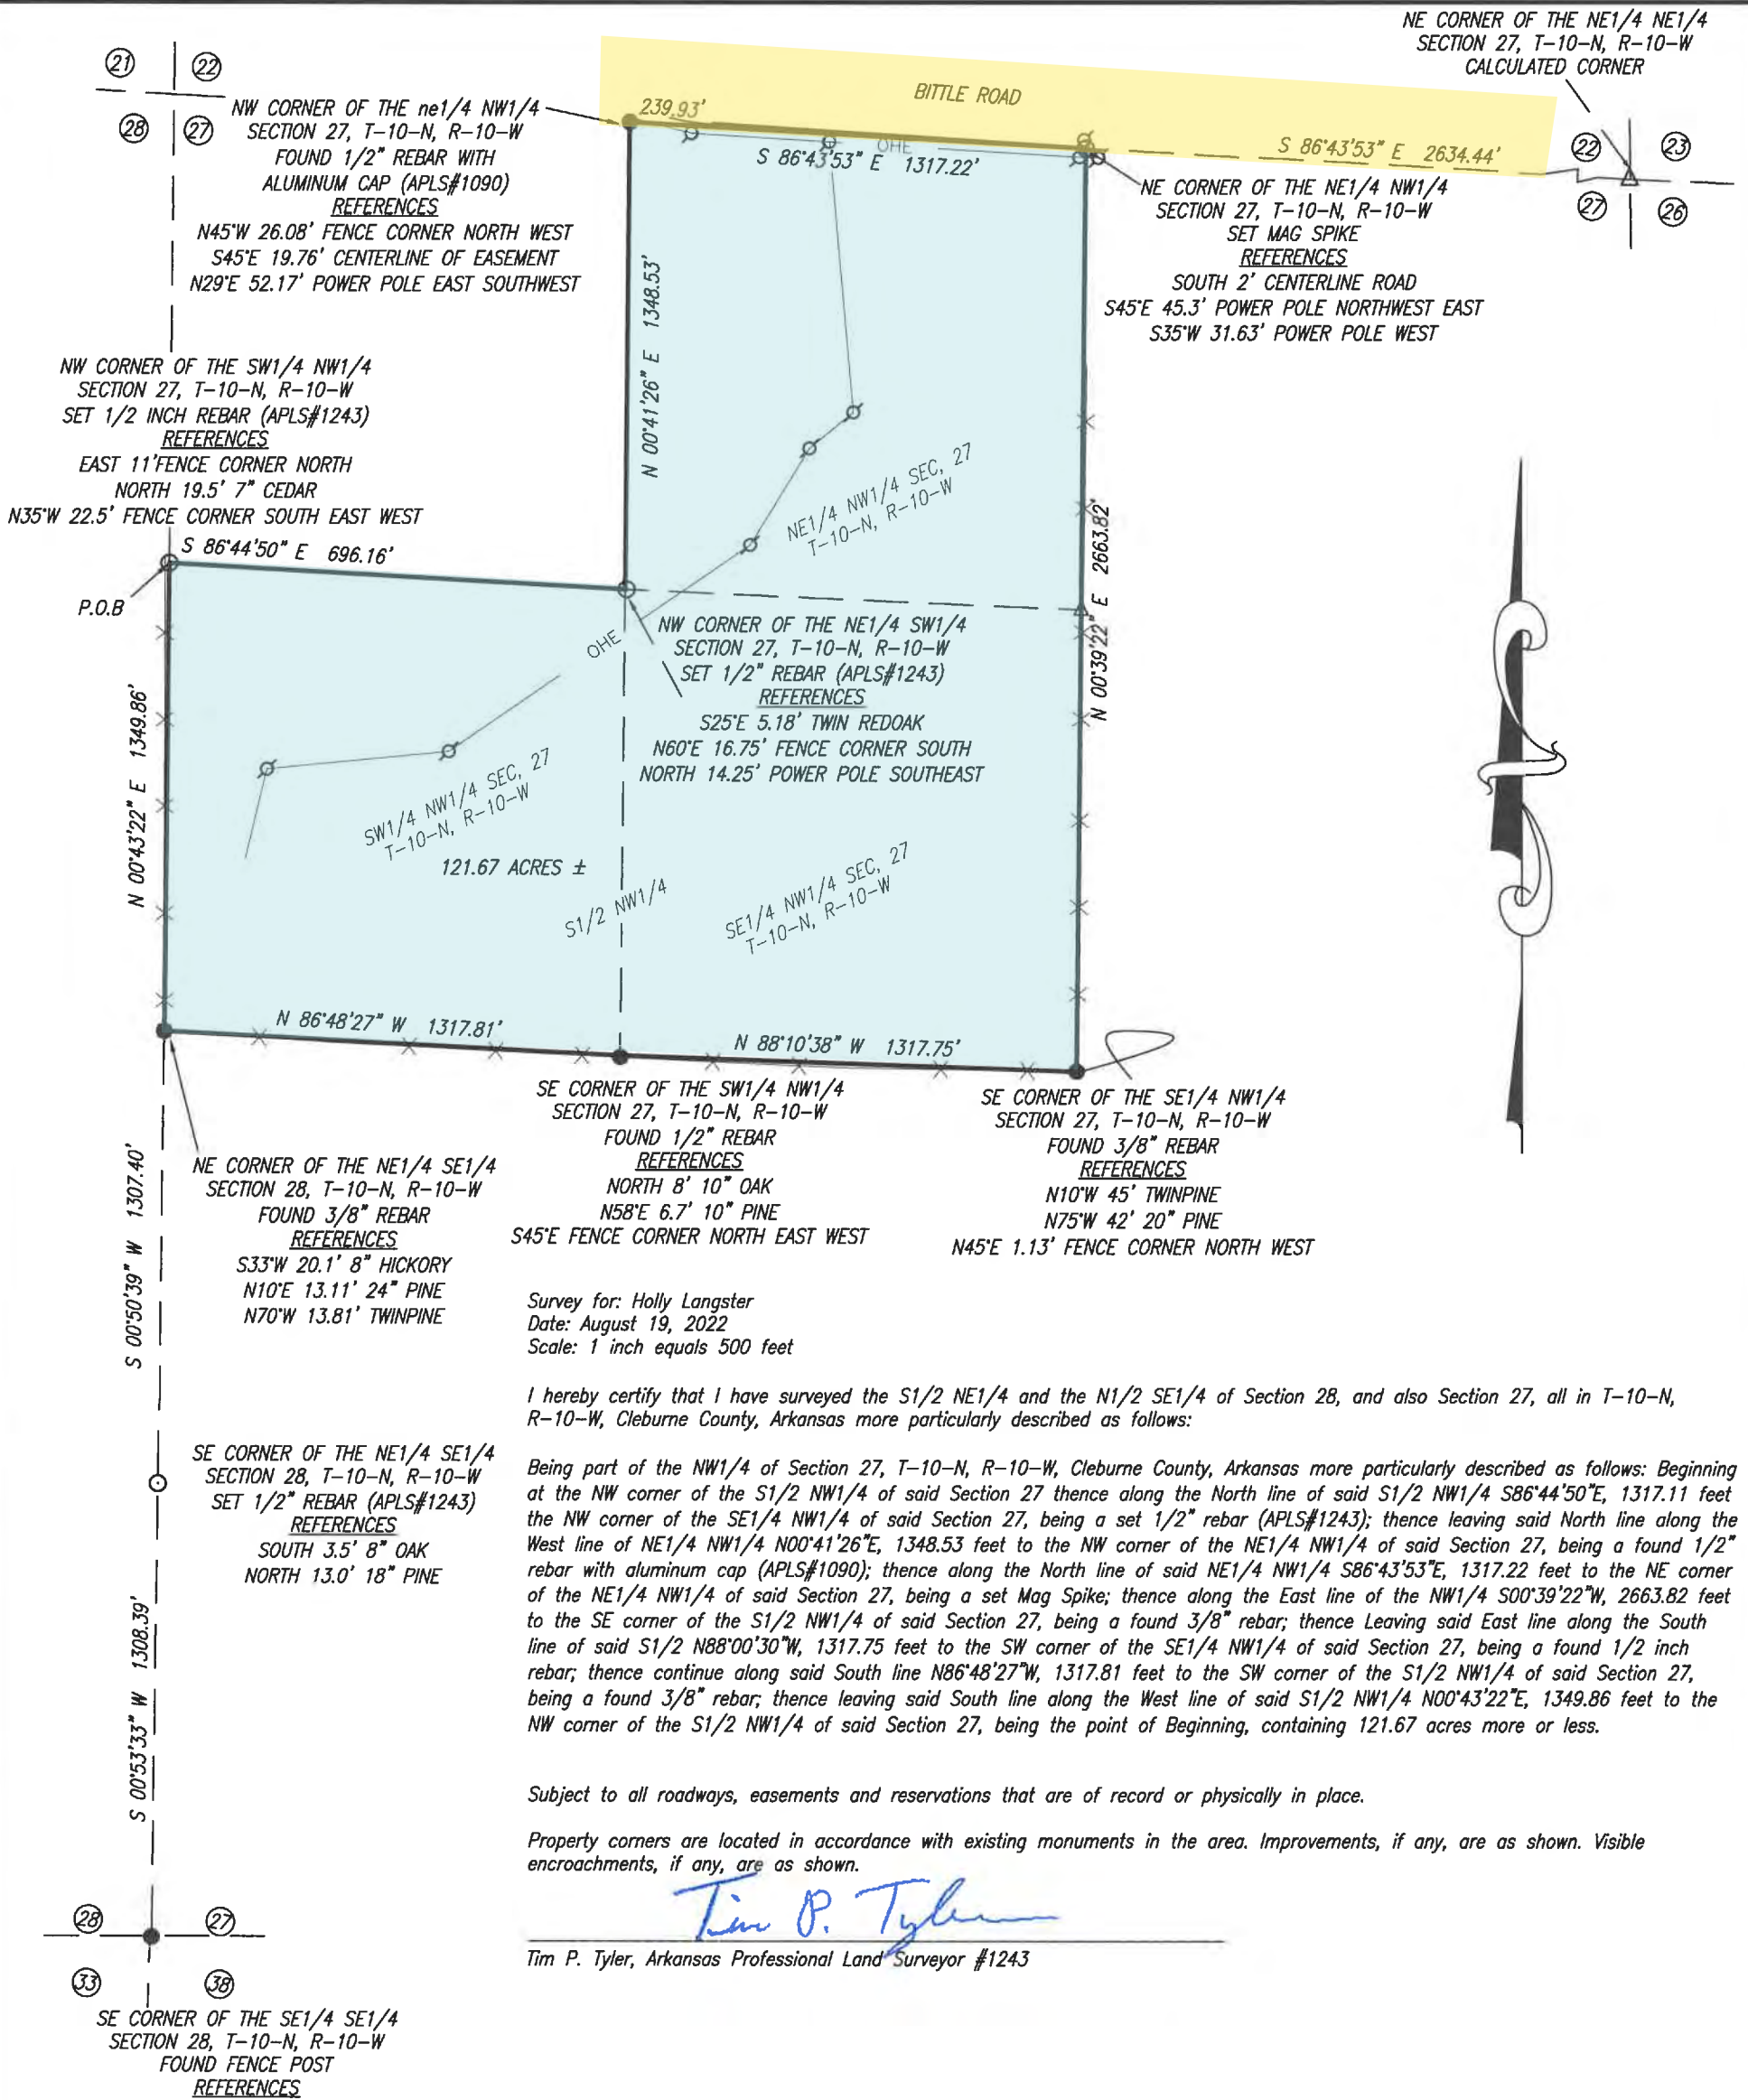 NE CORNER OF THE NE1/4 NE1/4
SECTION 27, T-10-N, R-10-W
CALCULATED CORNER
21
22
28
27
NW CORNER OF THE ne1/4 NW1/4
SECTION 27, T-10-N, R-10-W
FOUND 1/2" REBAR WITH
ALUMINUM CAP (APLS#1090)
REFERENCES
N45°W 26.08' FENCE CORNER NORTH WEST
S45°E 19.76' CENTERLINE OF EASEMENT
N29°E 52.17' POWER POLE EAST SOUTHWEST
239.93'
BITTLE ROAD
OHE
S 86°43'53" E 1317.22'
S 86°43'53" E 2634.44'
22
23
27
26
NE CORNER OF THE NE1/4 NW1/4
SECTION 27, T-10-N, R-10-W
SET MAG SPIKE
REFERENCES
SOUTH 2' CENTERLINE ROAD
S45°E 45.3' POWER POLE NORTHWEST EAST
S35°W 31.63' POWER POLE WEST
N 00°41'26" E 1348.53'
NW CORNER OF THE SW1/4 NW1/4
SECTION 27, T-10-N, R-10-W
SET 1/2 INCH REBAR (APLS#1243)
REFERENCES
EAST 11'FENCE CORNER NORTH
NORTH 19.5' 7" CEDAR
N35°W 22.5' FENCE CORNER SOUTH EAST WEST
S 86°44'50" E 696.16'
P.O.B
NE1/4 NW1/4 SEC, 27
T-10-N, R-10-W
N 00°39'22" E 2663.82'
OHE
NW CORNER OF THE NE1/4 SW1/4
SECTION 27, T-10-N, R-10-W
SET 1/2" REBAR (APLS#1243)
REFERENCES
S25°E 5.18' TWIN REDOAK
N60°E 16.75' FENCE CORNER SOUTH
NORTH 14.25' POWER POLE SOUTHEAST
N 00°43'22" E 1349.86'
SW1/4 NW1/4 SEC, 27
T-10-N, R-10-W
121.67 ACRES ±
S1/2 NW1/4
SE1/4 NW1/4 SEC, 27
T-10-N, R-10-W
N 86°48'27" W 1317.81'
N 88°10'38" W 1317.75'
SE CORNER OF THE SW1/4 NW1/4
SECTION 27, T-10-N, R-10-W
FOUND 1/2" REBAR
REFERENCES
NORTH 8' 10" OAK
N58°E 6.7' 10" PINE
S45°E FENCE CORNER NORTH EAST WEST
SE CORNER OF THE SE1/4 NW1/4
SECTION 27, T-10-N, R-10-W
FOUND 3/8" REBAR
REFERENCES
N10°W 45' TWINPINE
N75°W 42' 20" PINE
N45°E 1.13' FENCE CORNER NORTH WEST
S 00°50'39" W 1307.40'
NE CORNER OF THE NE1/4 SE1/4
SECTION 28, T-10-N, R-10-W
FOUND 3/8" REBAR
REFERENCES
S33°W 20.1' 8" HICKORY
N10°E 13.11' 24" PINE
N70°W 13.81' TWINPINE
Survey for: Holly Langster
Date: August 19, 2022
Scale: 1 inch equals 500 feet
I hereby certify that I have surveyed the S1/2 NE1/4 and the N1/2 SE1/4 of Section 28, and also Section 27, all in T-10-N,
R-10-W, Cleburne County, Arkansas more particularly described as follows:
SE CORNER OF THE NE1/4 SE1/4
SECTION 28, T-10-N, R-10-W
SET 1/2" REBAR (APLS#1243)
REFERENCES
SOUTH 3.5' 8" OAK
NORTH 13.0' 18" PINE
Being part of the NW1/4 of Section 27, T-10-N, R-10-W, Cleburne County, Arkansas more particularly described as follows: Beginning
at the NW corner of the S1/2 NW1/4 of said Section 27 thence along the North line of said S1/2 NW1/4 S86°44'50"E, 1317.11 feet
the NW corner of the SE1/4 NW1/4 of said Section 27, being a set 1/2" rebar (APLS#1243); thence leaving said North line along the
West line of NE1/4 NW1/4 N00°41'26"E, 1348.53 feet to the NW corner of the NE1/4 NW1/4 of said Section 27, being a found 1/2"
rebar with aluminum cap (APLS#1090); thence along the North line of said NE1/4 NW1/4 S86°43'53"E, 1317.22 feet to the NE corner
of the NE1/4 NW1/4 of said Section 27, being a set Mag Spike; thence along the East line of the NW1/4 S00°39'22"W, 2663.82 feet
to the SE corner of the S1/2 NW1/4 of said Section 27, being a found 3/8" rebar; thence Leaving said East line along the South
line of said S1/2 N88°00'30"W, 1317.75 feet to the SW corner of the SE1/4 NW1/4 of said Section 27, being a found 1/2 inch
rebar; thence continue along said South line N86°48'27"W, 1317.81 feet to the SW corner of the S1/2 NW1/4 of said Section 27,
being a found 3/8" rebar; thence leaving said South line along the West line of said S1/2 NW1/4 N00°43'22"E, 1349.86 feet to the
NW corner of the S1/2 NW1/4 of said Section 27, being the point of Beginning, containing 121.67 acres more or less.
S 00°53'33" W 1308.39'
Subject to all roadways, easements and reservations that are of record or physically in place.
Property corners are located in accordance with existing monuments in the area. Improvements, if any, are as shown. Visible
encroachments, if any, are as shown.
Tim P. Tyler
Tim P. Tyler, Arkansas Professional Land Surveyor #1243
28
27
33
38
SE CORNER OF THE SE1/4 SE1/4
SECTION 28, T-10-N, R-10-W
FOUND FENCE POST
REFERENCES